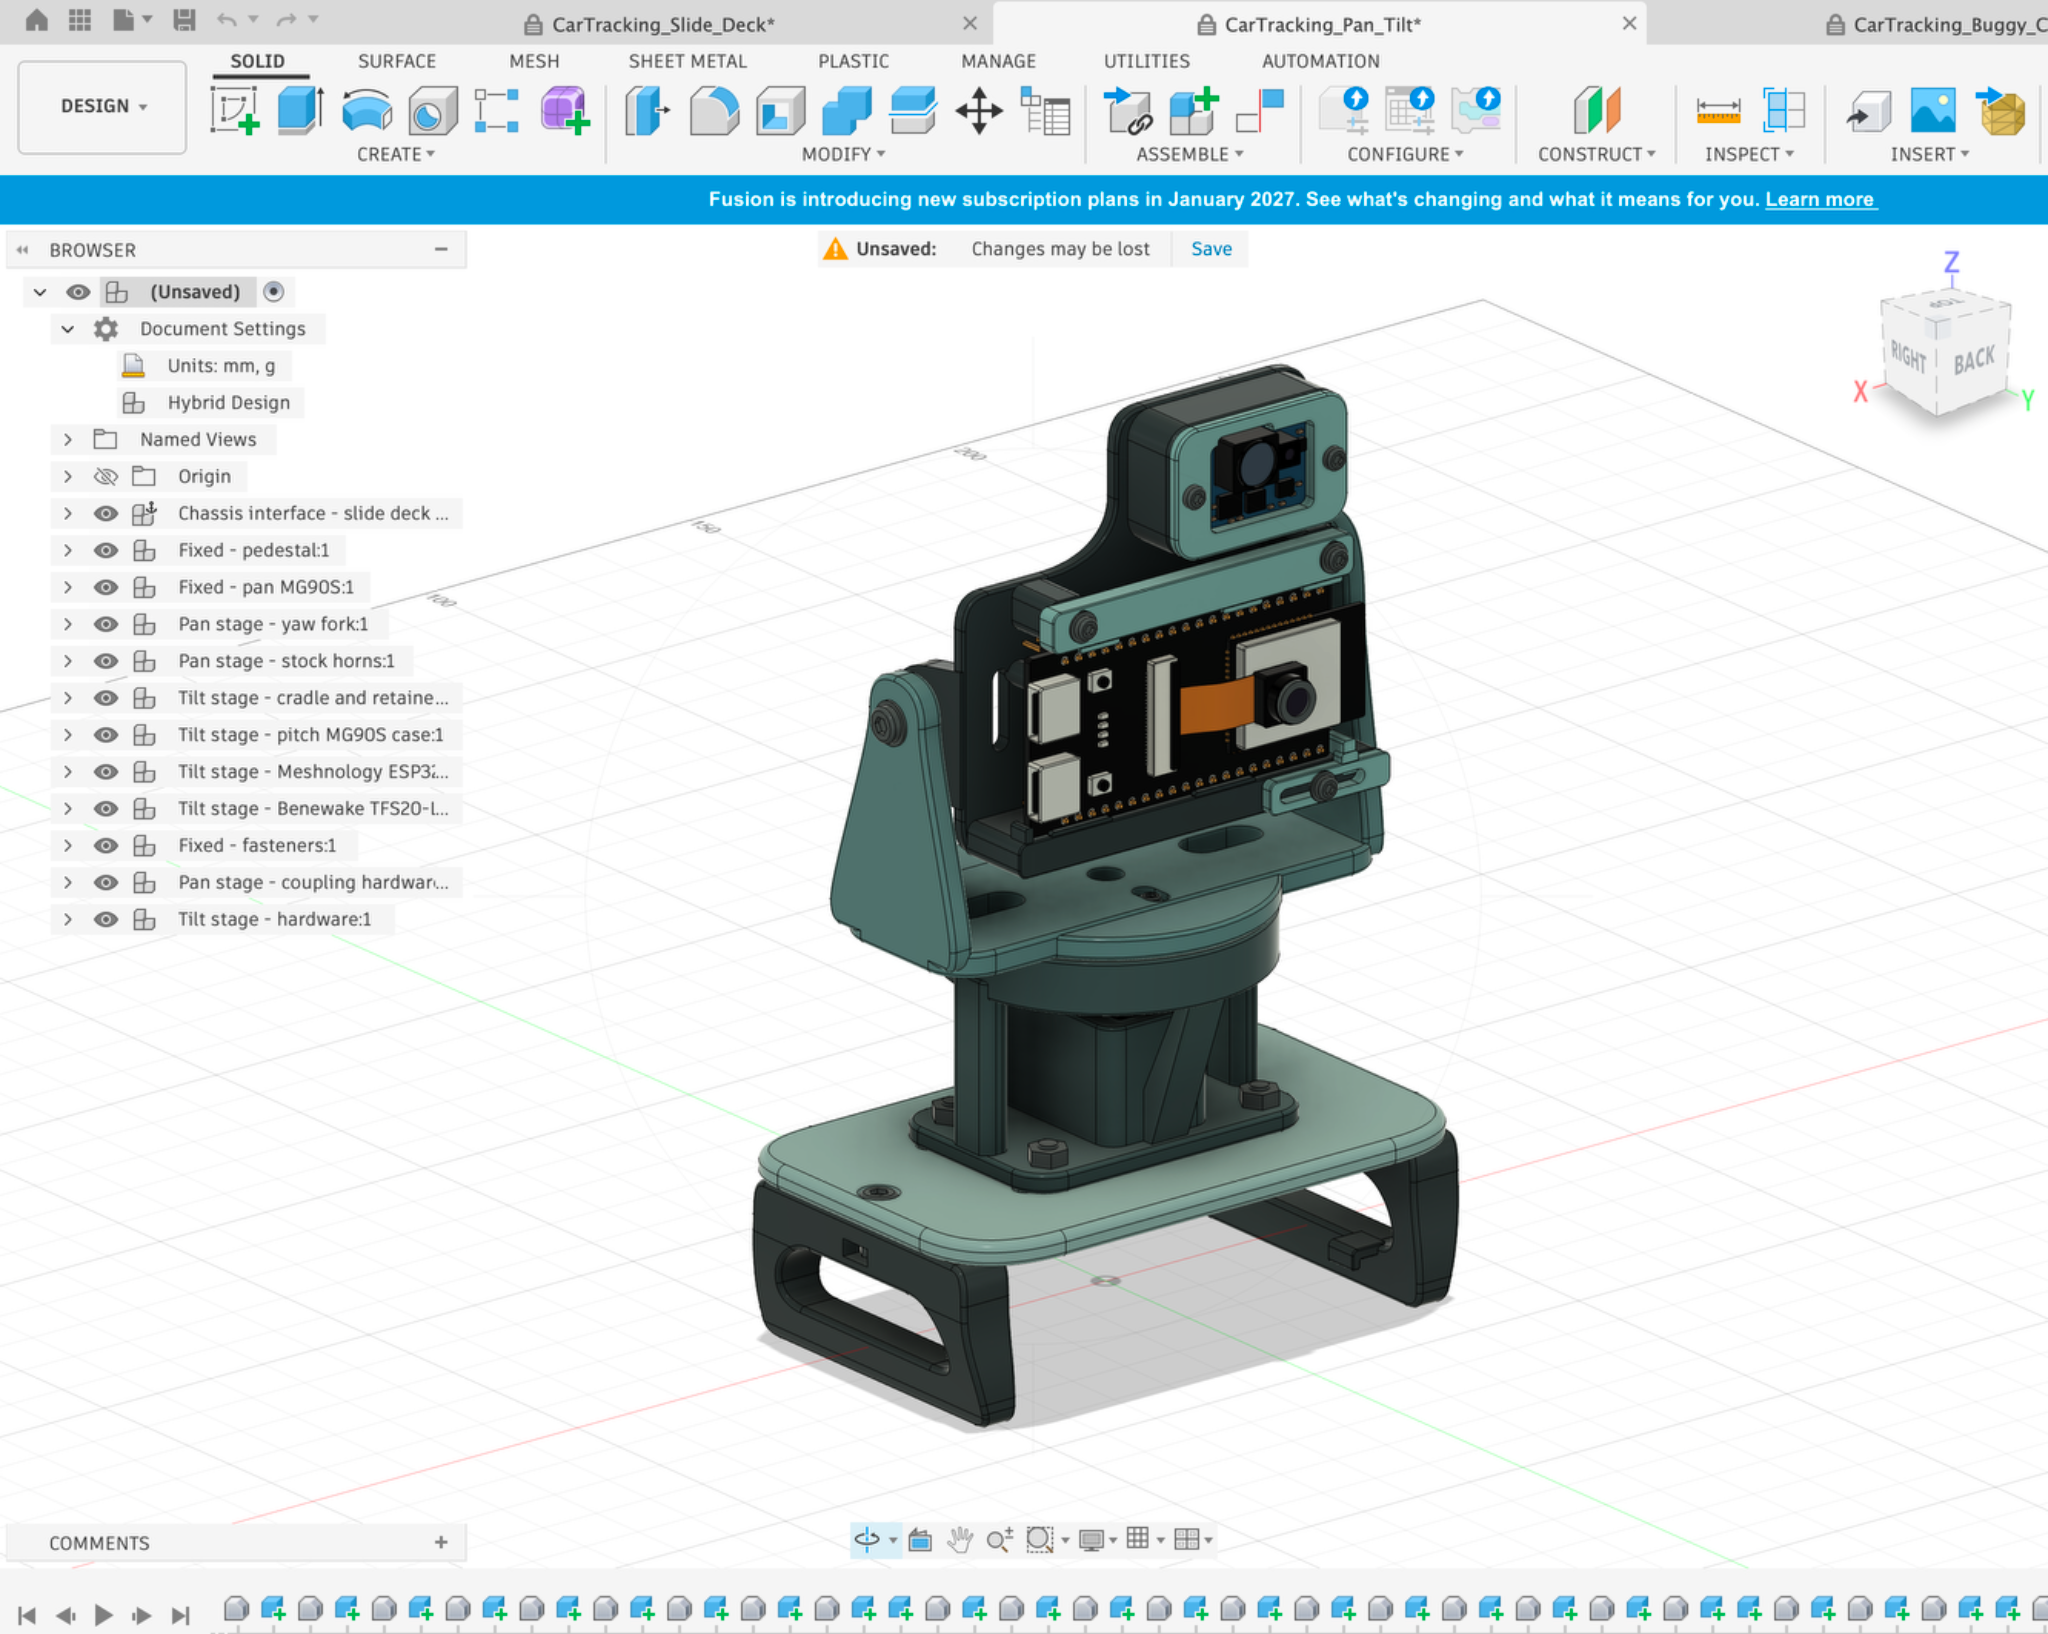 CarTracking_Slide_Deck*
CarTracking_Pan_Tilt*
CarTracking_Buggy_C
SOLID
SURFACE
MESH
SHEET METAL
PLASTIC
MANAGE
UTILITIES
AUTOMATION
DESIGN
CREATE
MODIFY
ASSEMBLE
CONFIGURE
CONSTRUCT
INSPECT
INSERT
Fusion is introducing new subscription plans in January 2027. See what's changing and what it means for you. Learn more
BROWSER
Unsaved: Changes may be lost Save
(Unsaved)
Document Settings
Units: mm, g
Hybrid Design
Named Views
Origin
Chassis interface - slide deck ...
Fixed - pedestal:1
Fixed - pan MG90S:1
Pan stage - yaw fork:1
Pan stage - stock horns:1
Tilt stage - cradle and retaine...
Tilt stage - pitch MG90S case:1
Tilt stage - Meshnology ESP32...
Tilt stage - Benewake TFS20-L...
Fixed - fasteners:1
Pan stage - coupling hardwar...
Tilt stage - hardware:1
Z
TOP
RIGHT
BACK
X
Y
200
150
100
COMMENTS